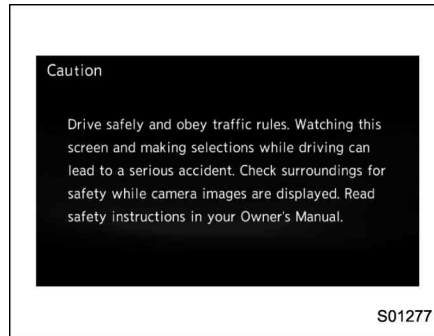 Caution
Drive safely and obey traffic rules. Watching this
screen and making selections while driving can
lead to a serious accident. Check surroundings for
safety while camera images are displayed. Read
safety instructions in your Owner's Manual.
S01277